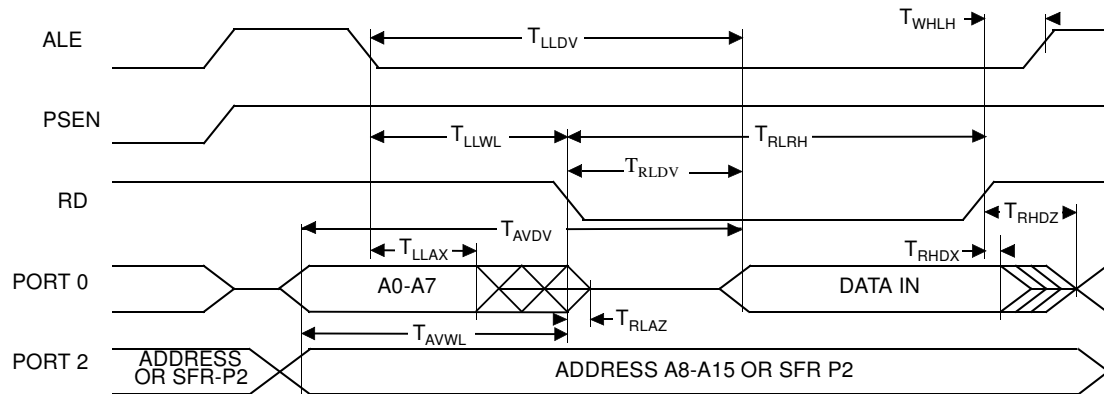 T_WHLH
ALE
T_LLDV
PSEN
T_LLWL
T_RLRH
T_RLDV
RD
T_RHDZ
T_AVDV
T_LLAX
T_RHDX
PORT 0
A0-A7
DATA IN
T_RLAZ
T_AVWL
PORT 2
ADDRESS
OR SFR-P2
ADDRESS A8-A15 OR SFR P2